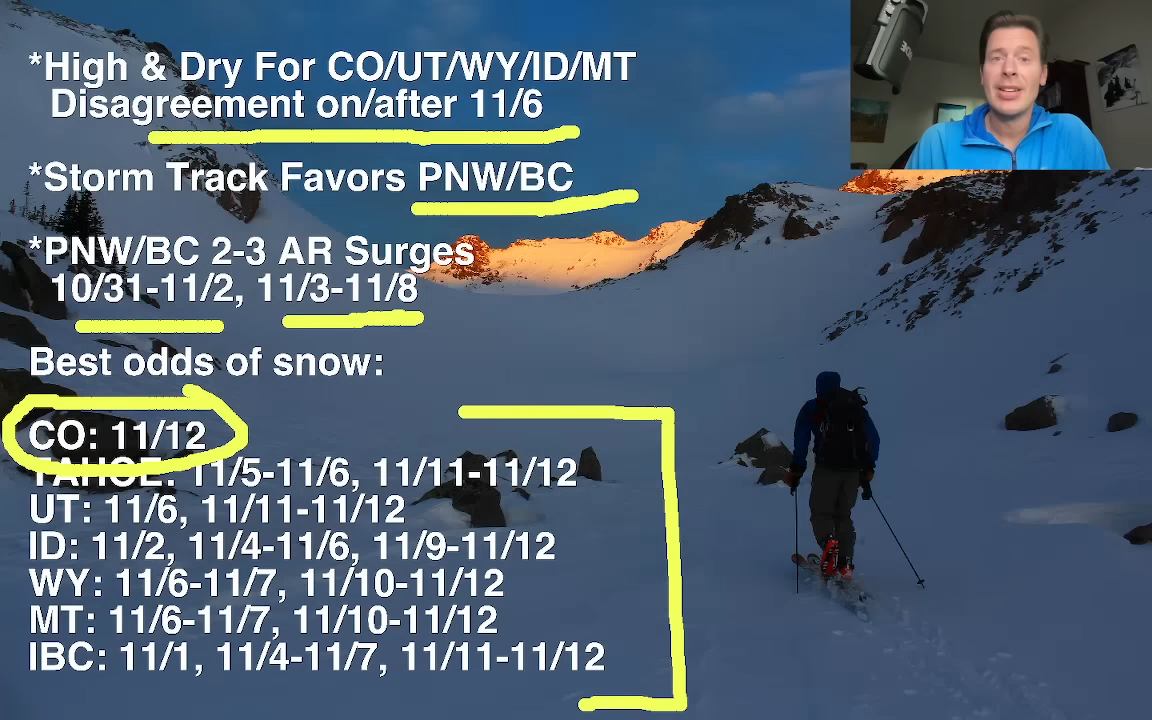 *High & Dry For CO/UT/WY/ID/MT
Disagreement on/after 11/6
*Storm Track Favors PNW/BC
*PNW/BC 2-3 AR Surges
10/31-11/2, 11/3-11/8
Best odds of snow:
CO: 11/12
TAHOE: 11/5-11/6, 11/11-11/12
UT: 11/6, 11/11-11/12
ID: 11/2, 11/4-11/6, 11/9-11/12
WY: 11/6-11/7, 11/10-11/12
MT: 11/6-11/7, 11/10-11/12
IBC: 11/1, 11/4-11/7, 11/11-11/12